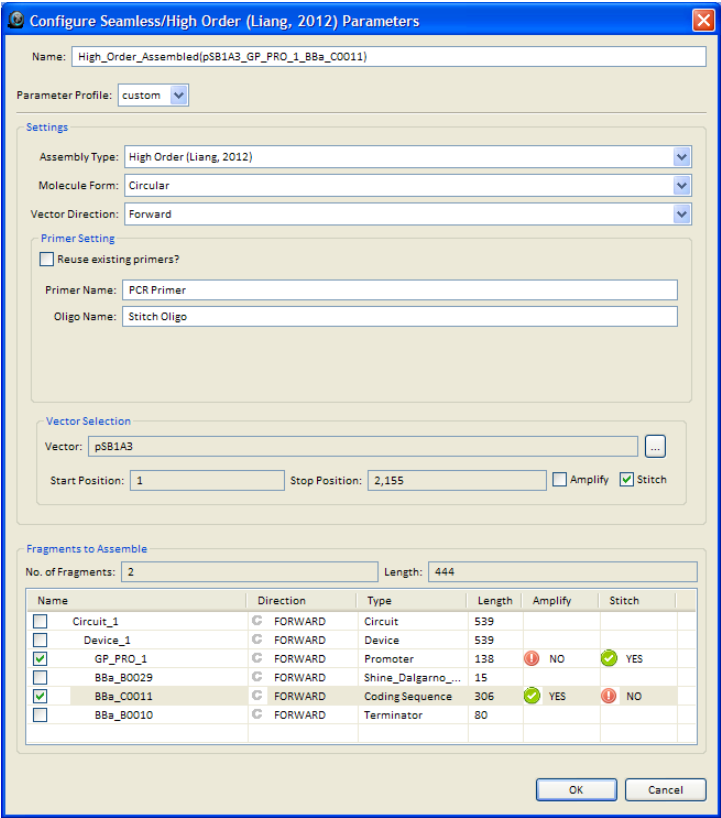 Configure Seamless/High Order (Liang, 2012) Parameters
Name: High_Order_Assembled(pSB1A3_GP_PRO_1_BBa_C0011)
Parameter Profile: custom
Settings
Assembly Type: High Order (Liang, 2012)
Molecule Form: Circular
Vector Direction: Forward
Primer Setting
Reuse existing primers?
Primer Name: PCR Primer
Oligo Name: Stitch Oligo
Vector Selection
Vector: pSB1A3 ...
Start Position: 1 Stop Position: 2,155 Amplify Stitch
Fragments to Assemble
No. of Fragments: 2 Length: 444
Name Direction Type Length Amplify Stitch
Circuit_1 C FORWARD Circuit 539
Device_1 C FORWARD Device 539
GP_PRO_1 C FORWARD Promoter 138 NO YES
BBa_B0029 C FORWARD Shine_Dalgarno_... 15
BBa_C0011 C FORWARD Coding Sequence 306 YES NO
BBa_B0010 C FORWARD Terminator 80
OK Cancel